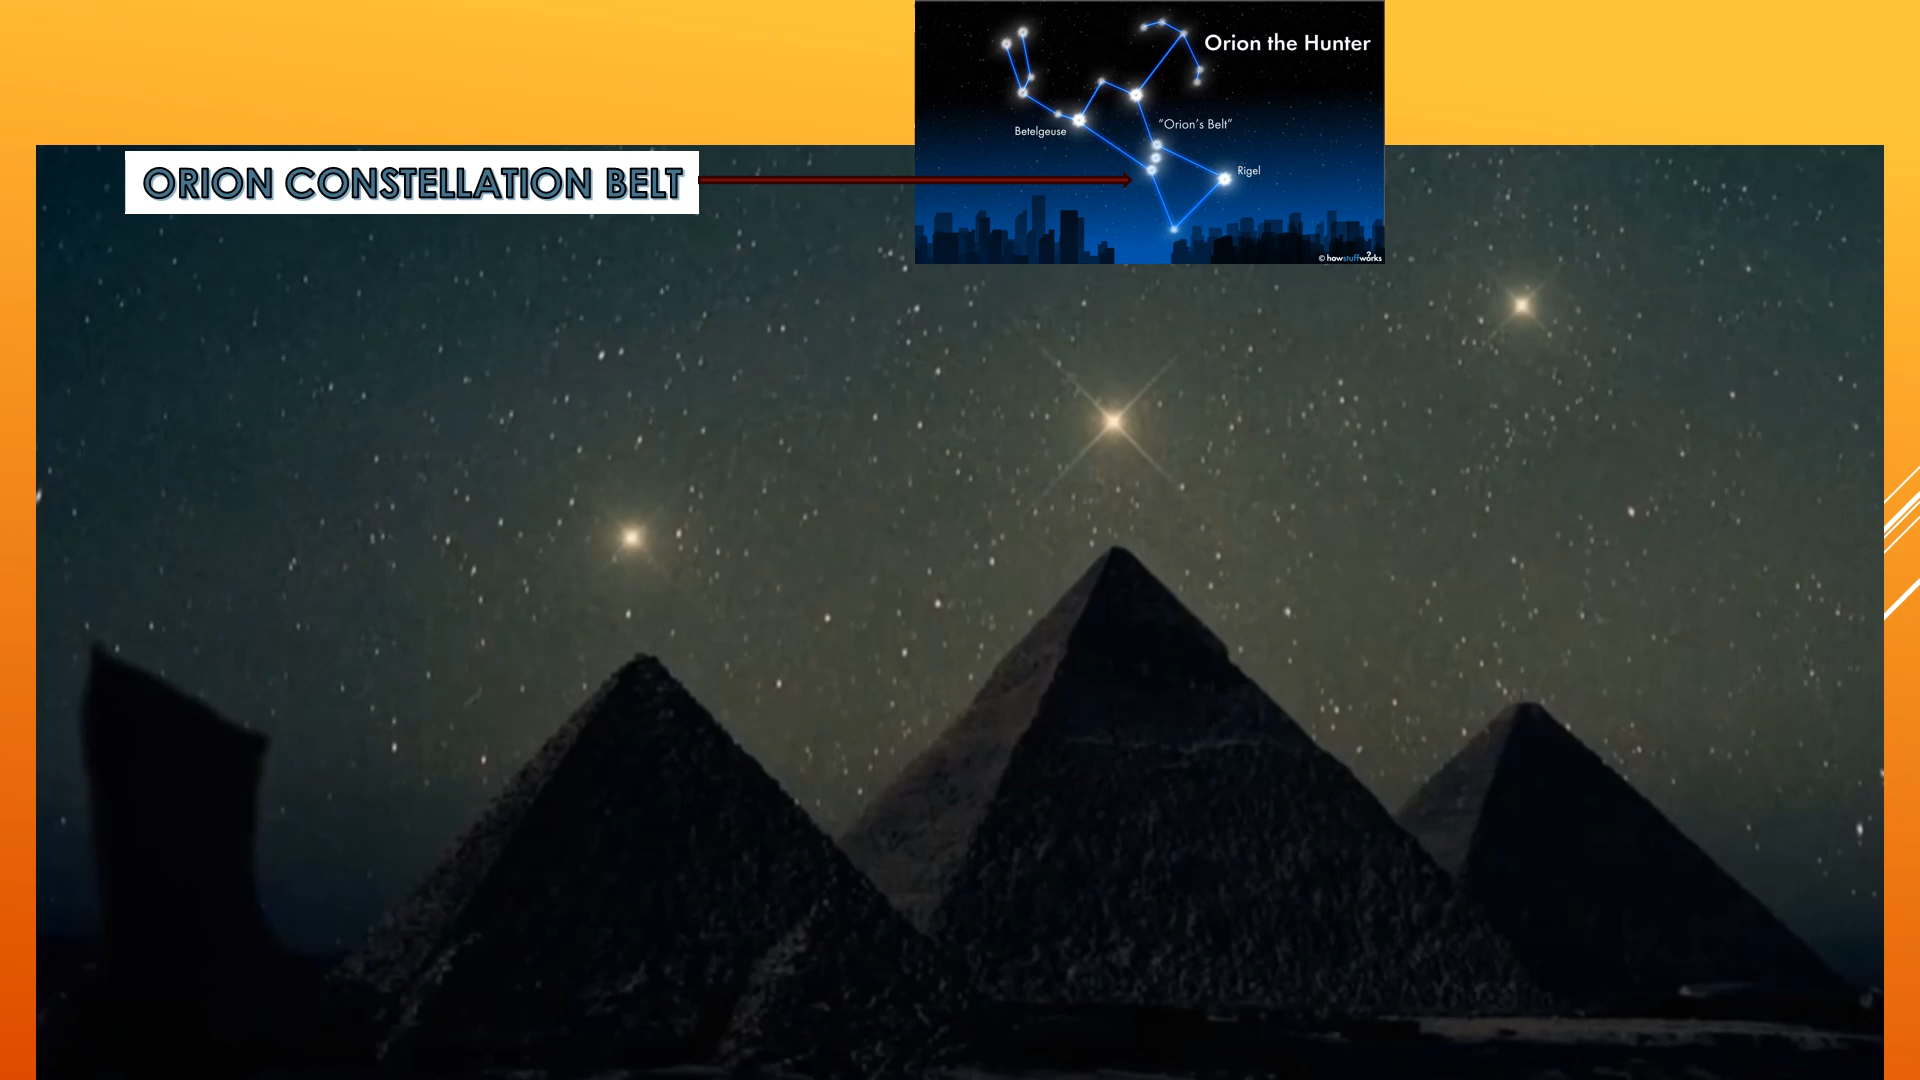 Orion the Hunter
"Orion's Belt"
Betelgeuse
Rigel
ORION CONSTELLATION BELT
© howstuffworks